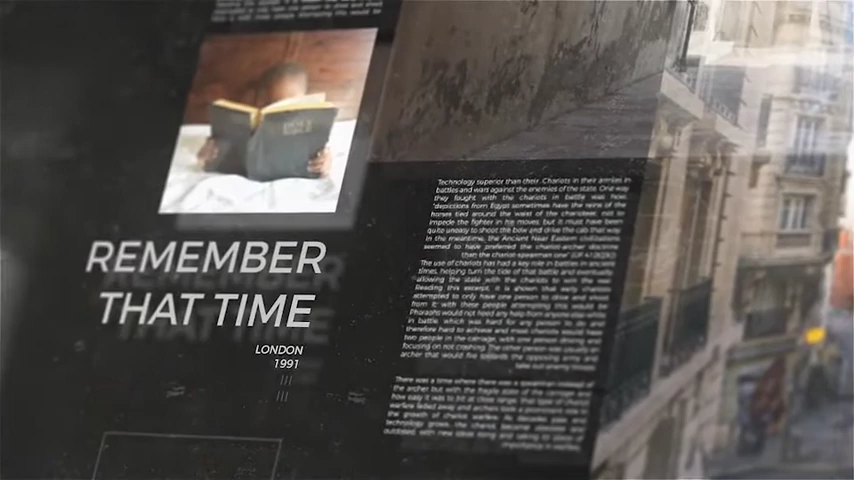 REMEMBER
THAT TIME
LONDON
1991
///
///
Technology superior than their. Chariots in their armies in
battles and wars against the enemies of the state. One way
they fought with the chariots in battle was how
"depictions from Egypt sometimes have the reins of the
horses tied around the waist of the charioteer, not to
impede the fighter in his moves, but it must have been
quite uneasy to shoot the bow and drive the cab that way.
In the meantime, the Ancient Near Eastern civilizations
seemed to have preferred the chariot-archer doctrine
than the chariot-spearman one"
The use of chariots has had a key role in battles in ancient
times, helping turn the tide of that battle and eventually
allowing the state with the chariots to win the war.
Reading this excerpt, it is shown that early chariots
attempted to only have one person to drive and shoot
from it with these people attempting this would be
Pharaohs would not need any help from anyone else while
in battle which was hard for any person to do and
therefore hard to achieve and most chariots would have
two people in the carriage, with one person driving and
focusing on not crashing. The other person was usually an
archer that would fire towards the opposing army and
take out enemy troops.
There was a time where there was a spearman instead of
the archer but with the fragile state of the carriage and
how easy it was to hit at close range that type of chariot
warfare faded away and archers took a prominent role in
the growth of chariot warfare. As decades pass and
technology grows, the chariot became obsolete and
outdated, with new ideas rising and taking its place of
importance in warfare.